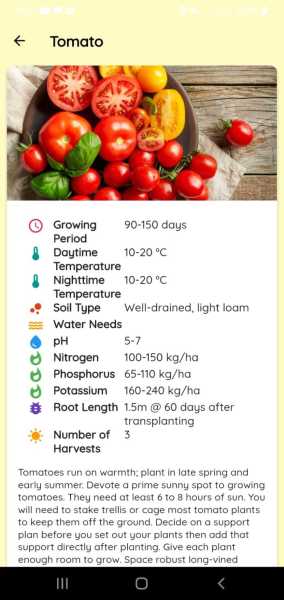 Tomato
Growing Period 90-150 days
Daytime Temperature 10-20 °C
Nighttime Temperature 10-20 °C
Soil Type Well-drained, light loam
Water Needs
pH 5-7
Nitrogen 100-150 kg/ha
Phosphorus 65-110 kg/ha
Potassium 160-240 kg/ha
Root Length 1.5m @ 60 days after transplanting
Number of Harvests 3
Tomatoes run on warmth; plant in late spring and
early summer. Devote a prime sunny spot to growing
tomatoes. They need at least 6 to 8 hours of sun. You
will need to stake trellis or cage most tomato plants
to keep them off the ground. Decide on a support
plan before you set out your plants then add that
support directly after planting. Give each plant
enough room to grow. Space robust long-vined